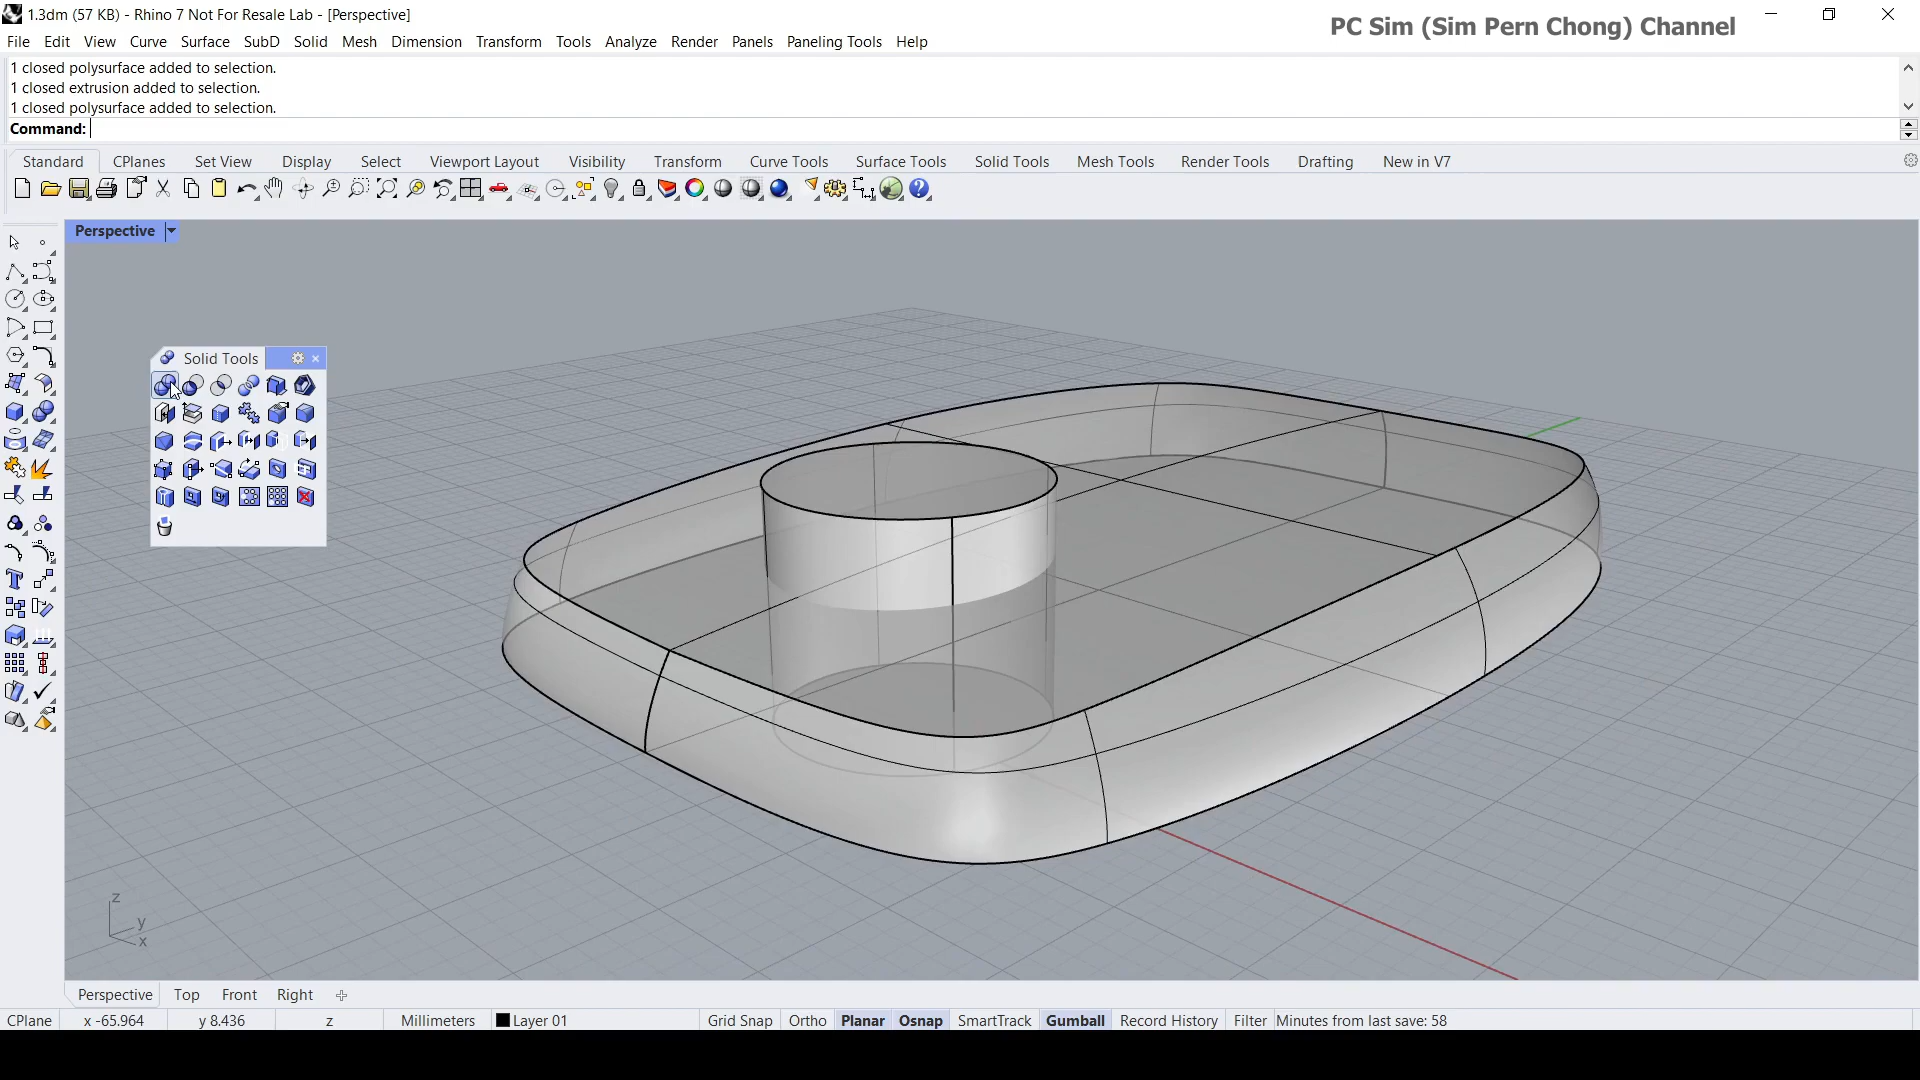 1.3dm (57 KB) - Rhino 7 Not For Resale Lab - [Perspective]
PC Sim (Sim Pern Chong) Channel
File Edit View Curve Surface SubD Solid Mesh Dimension Transform Tools Analyze Render Panels Paneling Tools Help
1 closed polysurface added to selection.
1 closed extrusion added to selection.
1 closed polysurface added to selection.
Command:
Standard CPlanes Set View Display Select Viewport Layout Visibility Transform Curve Tools Surface Tools Solid Tools Mesh Tools Render Tools Drafting New in V7
Perspective
Solid Tools
z
y
x
Perspective Top Front Right
CPlane x -65.964 y 8.436 z Millimeters Layer 01 Grid Snap Ortho Planar Osnap SmartTrack Gumball Record History Filter Minutes from last save: 58